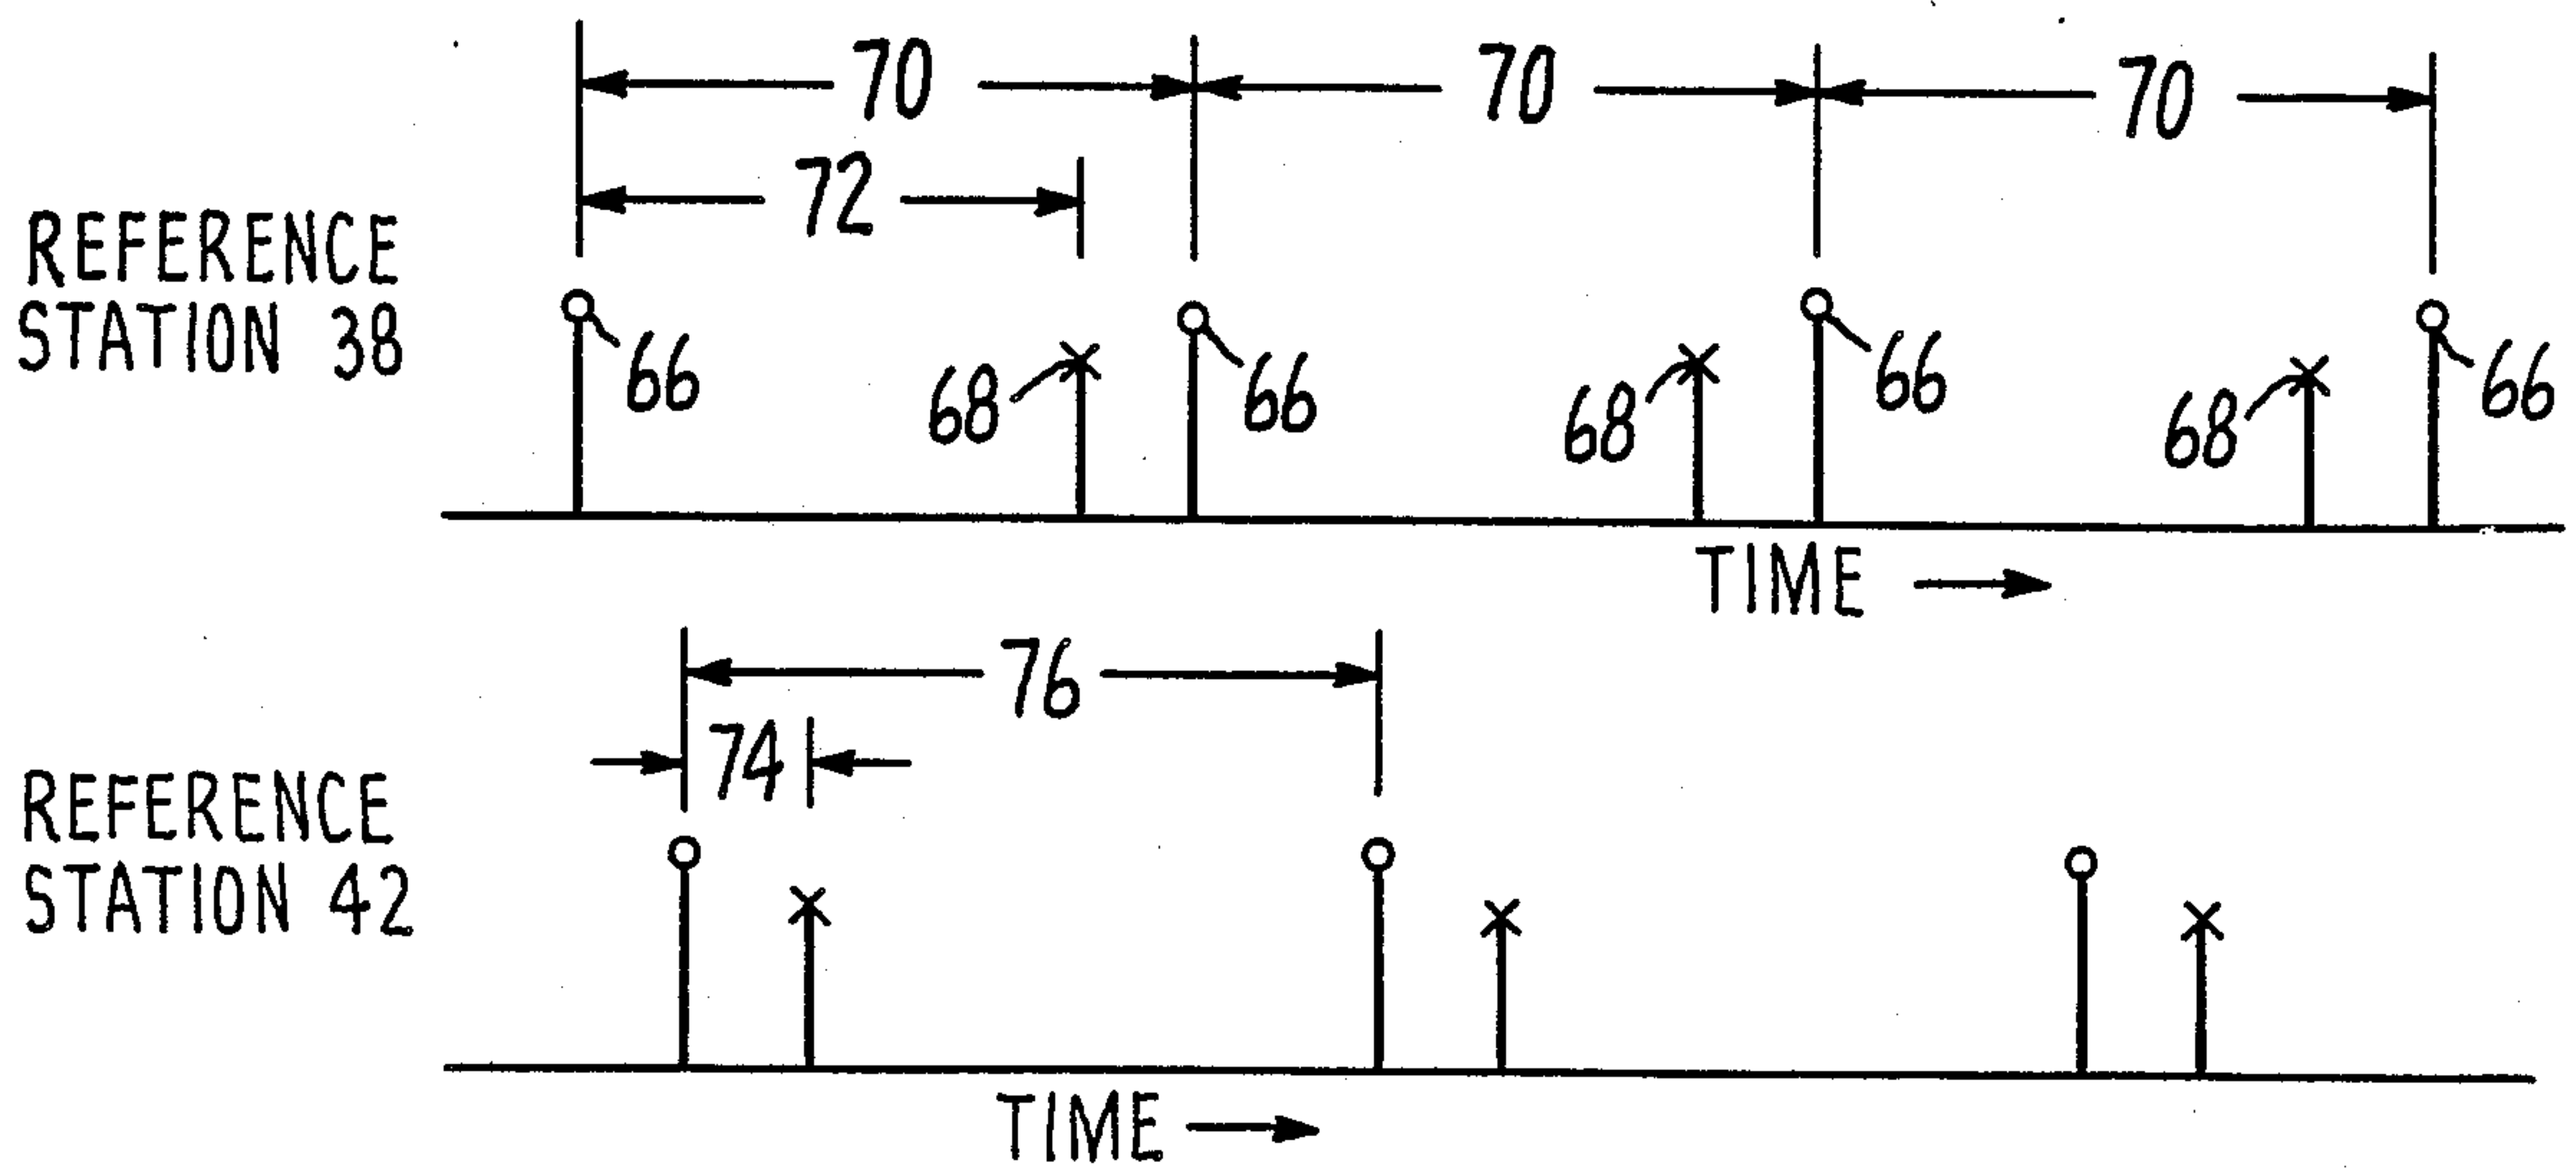 70 70 70
72
REFERENCE
STATION 38
66 68 66 68 66 68 66
TIME
76
74
REFERENCE
STATION 42
TIME